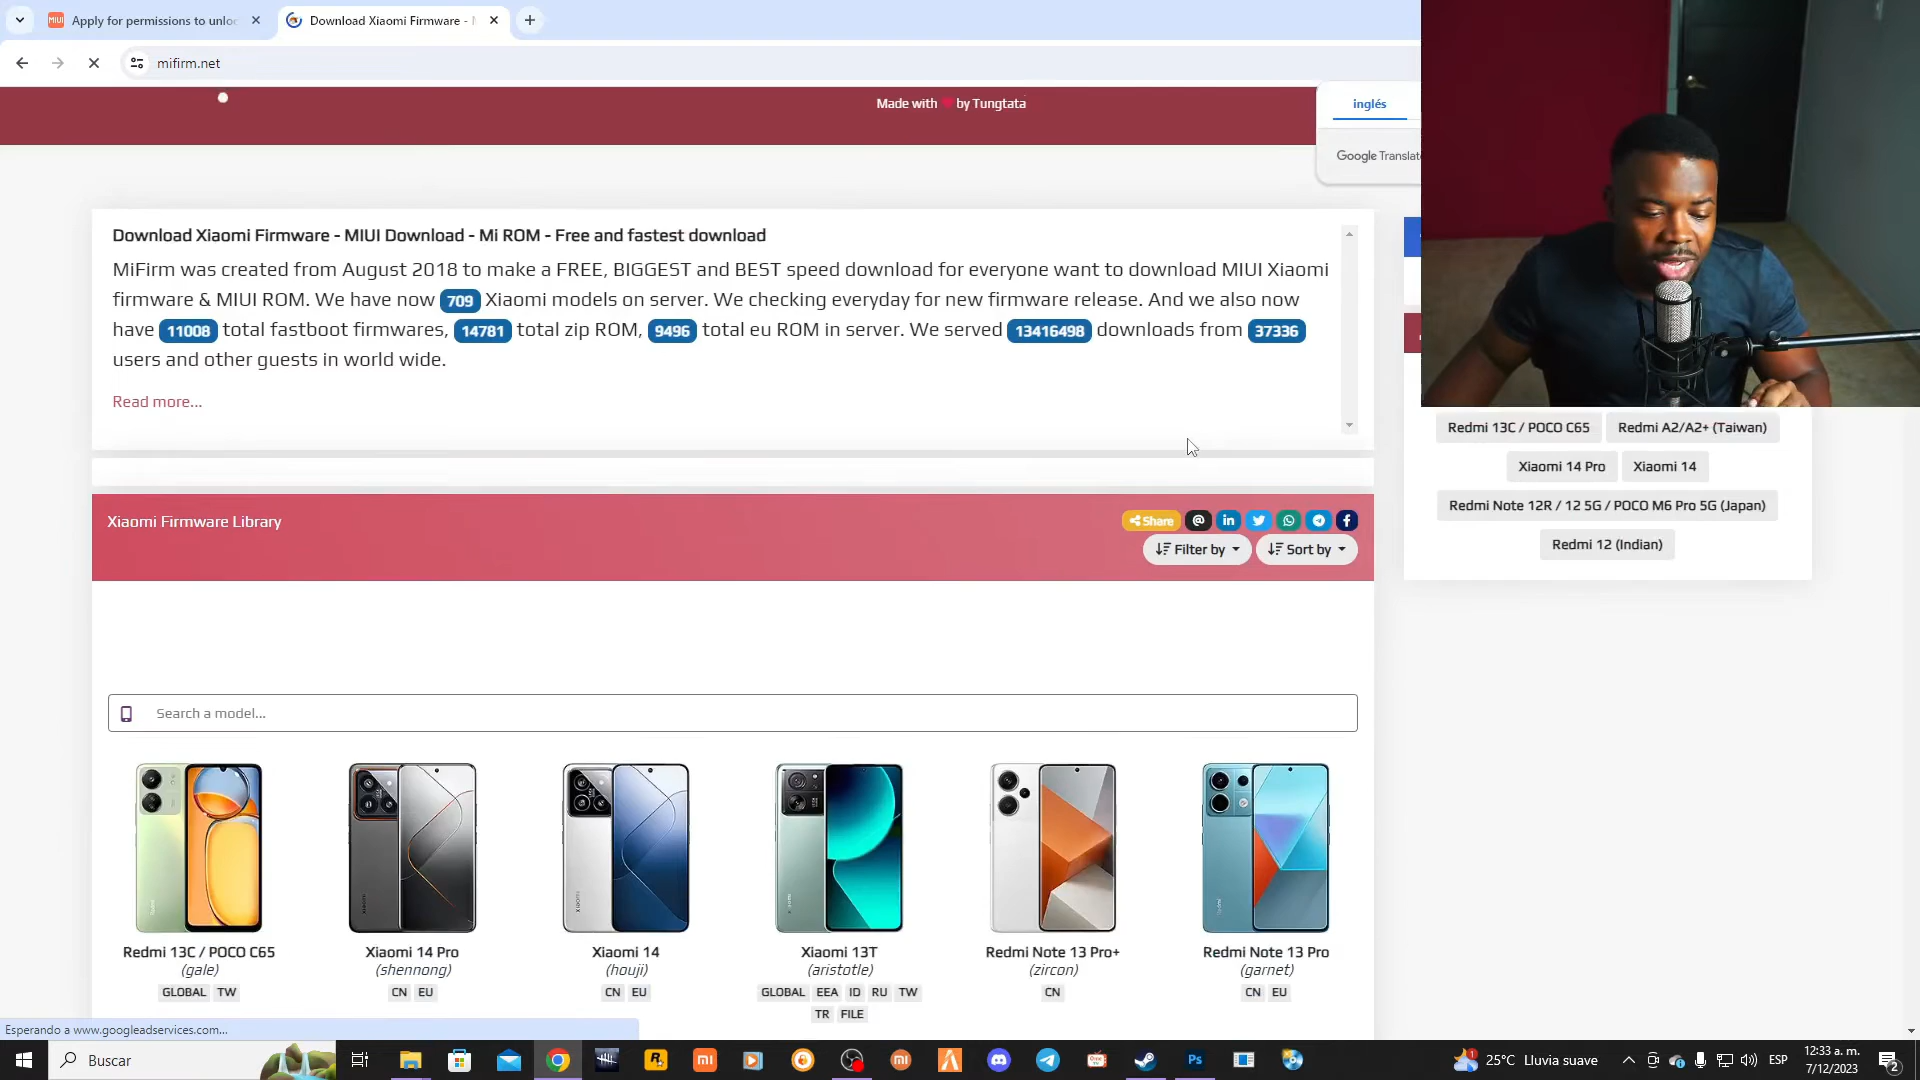 Apply for permissions to unlo
Download Xiaomi Firmware -
mifirm.net
Made with by Tungtata
inglés
Google Translate
Download Xiaomi Firmware - MIUI Download - Mi ROM - Free and fastest download
MiFirm was created from August 2018 to make a FREE, BIGGEST and BEST speed download for everyone want to download MIUI Xiaomi
firmware & MIUI ROM. We have now 709 Xiaomi models on server. We checking everyday for new firmware release. And we also now
have 11008 total fastboot firmwares, 14781 total zip ROM, 9496 total eu ROM in server. We served 13416498 downloads from 37336
users and other guests in world wide.
Read more...
Redmi 13C / POCO C65 Redmi A2/A2+ (Taiwan)
Xiaomi 14 Pro Xiaomi 14
Redmi Note 12R / 12 5G / POCO M6 Pro 5G (Japan)
Redmi 12 (Indian)
Xiaomi Firmware Library
Share
Filter by Sort by
Search a model...
Redmi 13C / POCO C65
(gale)
GLOBAL TW
Xiaomi 14 Pro
(shennong)
CN EU
Xiaomi 14
(houji)
CN EU
Xiaomi 13T
(aristotle)
GLOBAL EEA ID RU TW
TR FILE
Redmi Note 13 Pro+
(zircon)
CN
Redmi Note 13 Pro
(garnet)
CN EU
Esperando a www.googleadservices.com...
Buscar
25°C Lluvia suave
ESP
12:33 a. m.
7/12/2023
2